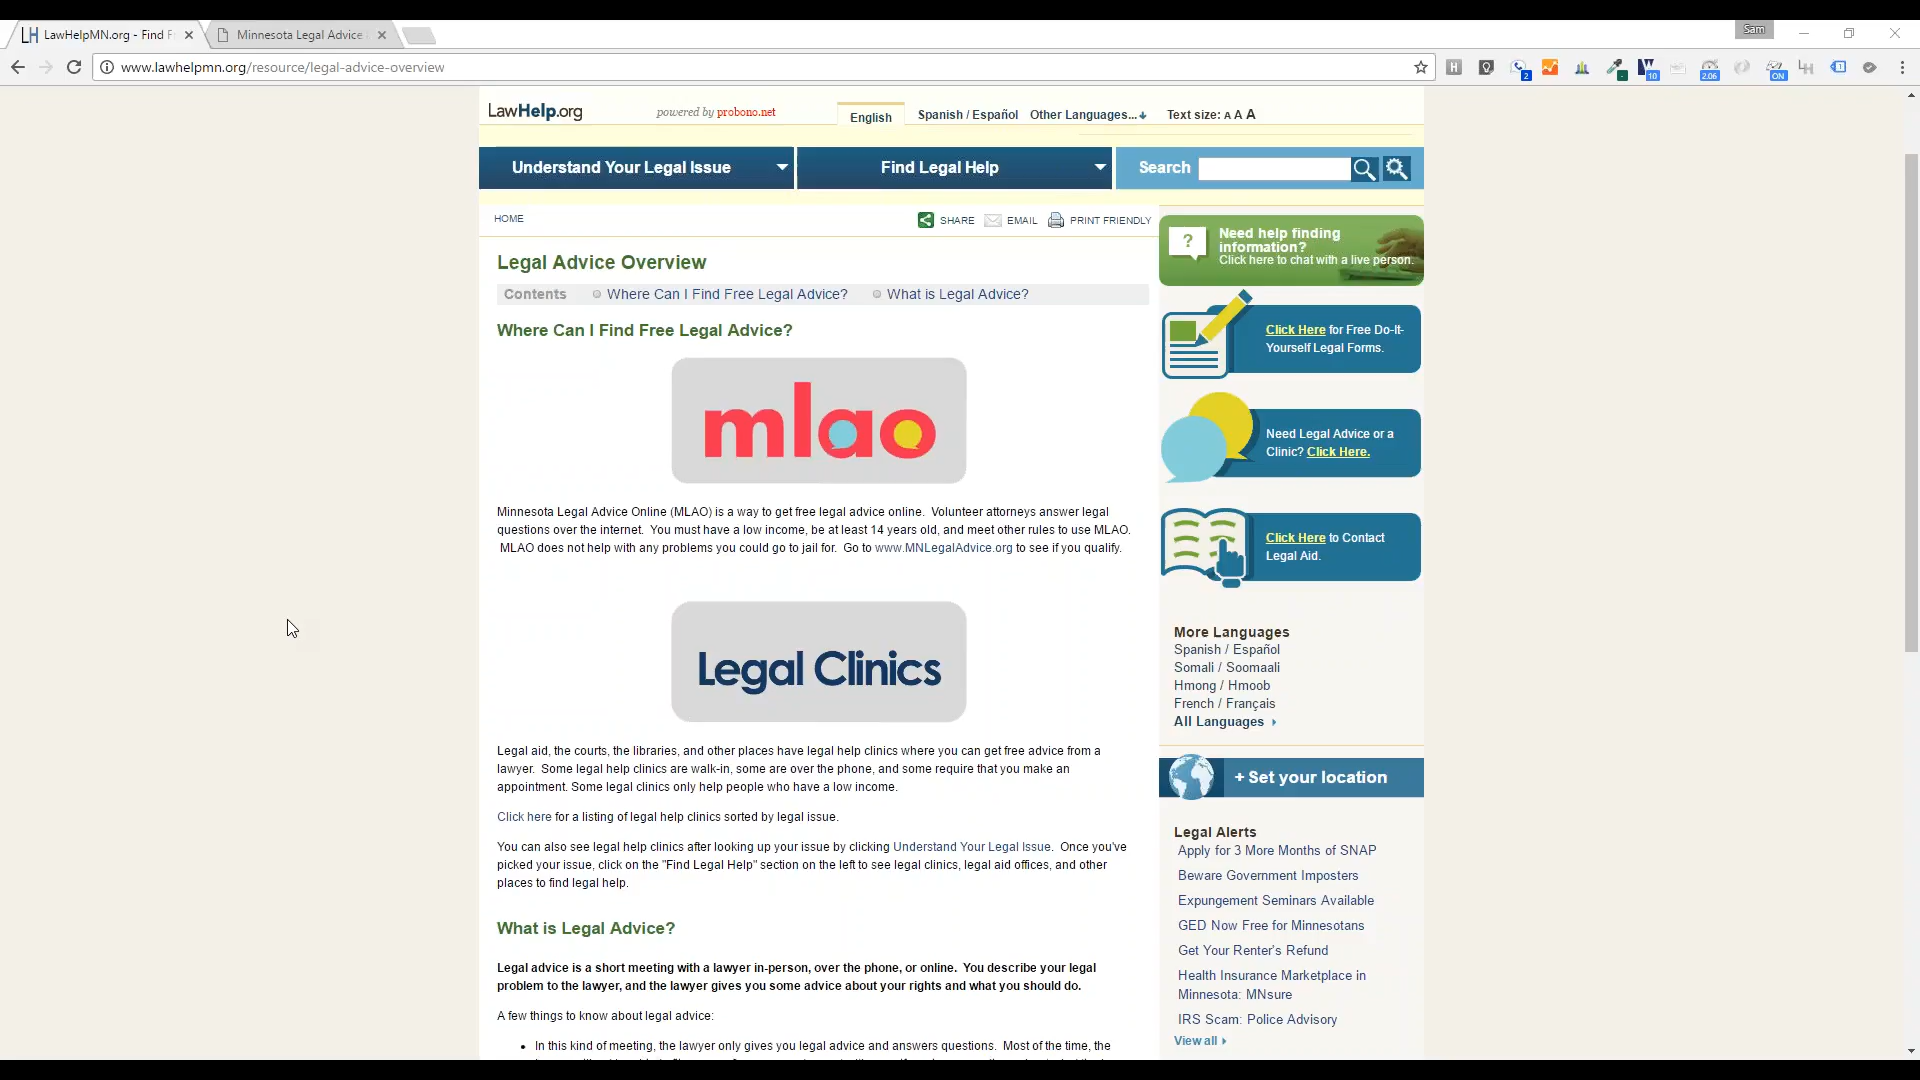 LawHelpMN.org - Find F
Minnesota Legal Advice
Sam
www.lawhelpmn.org/resource/legal-advice-overview
LawHelp.org
powered by probono.net
English
Spanish / Español
Other Languages...
Text size: A A A
Understand Your Legal Issue
Find Legal Help
Search
HOME
SHARE
EMAIL
PRINT FRIENDLY
Legal Advice Overview
Contents
Where Can I Find Free Legal Advice?
What is Legal Advice?
Where Can I Find Free Legal Advice?
mlao
Minnesota Legal Advice Online (MLAO) is a way to get free legal advice online. Volunteer attorneys answer legal
questions over the internet. You must have a low income, be at least 14 years old, and meet other rules to use MLAO.
MLAO does not help with any problems you could go to jail for. Go to www.MNLegalAdvice.org to see if you qualify.
Legal Clinics
Legal aid, the courts, the libraries, and other places have legal help clinics where you can get free advice from a
lawyer. Some legal help clinics are walk-in, some are over the phone, and some require that you make an
appointment. Some legal clinics only help people who have a low income.
Click here for a listing of legal help clinics sorted by legal issue.
You can also see legal help clinics after looking up your issue by clicking Understand Your Legal Issue. Once you've
picked your issue, click on the "Find Legal Help" section on the left to see legal clinics, legal aid offices, and other
places to find legal help.
What is Legal Advice?
Legal advice is a short meeting with a lawyer in-person, over the phone, or online. You describe your legal
problem to the lawyer, and the lawyer gives you some advice about your rights and what you should do.
A few things to know about legal advice:
In this kind of meeting, the lawyer only gives you legal advice and answers questions. Most of the time, the
?
Need help finding
information?
Click here to chat with a live person.
Click Here for Free Do-It-
Yourself Legal Forms.
Need Legal Advice or a
Clinic? Click Here.
Click Here to Contact
Legal Aid.
More Languages
Spanish / Español
Somali / Soomaali
Hmong / Hmoob
French / Français
All Languages
+ Set your location
Legal Alerts
Apply for 3 More Months of SNAP
Beware Government Imposters
Expungement Seminars Available
GED Now Free for Minnesotans
Get Your Renter's Refund
Health Insurance Marketplace in
Minnesota: MNsure
IRS Scam: Police Advisory
View all